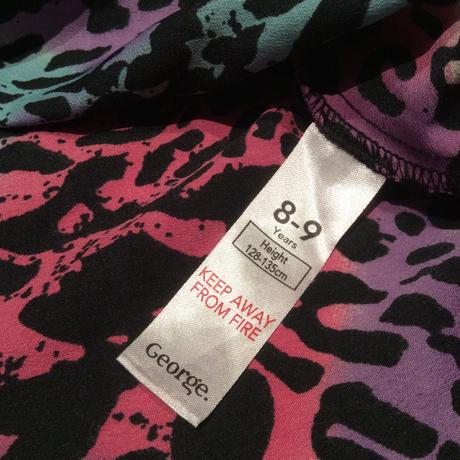 8-9
Years
Height
128-135cm
KEEP AWAY
FROM FIRE
George.